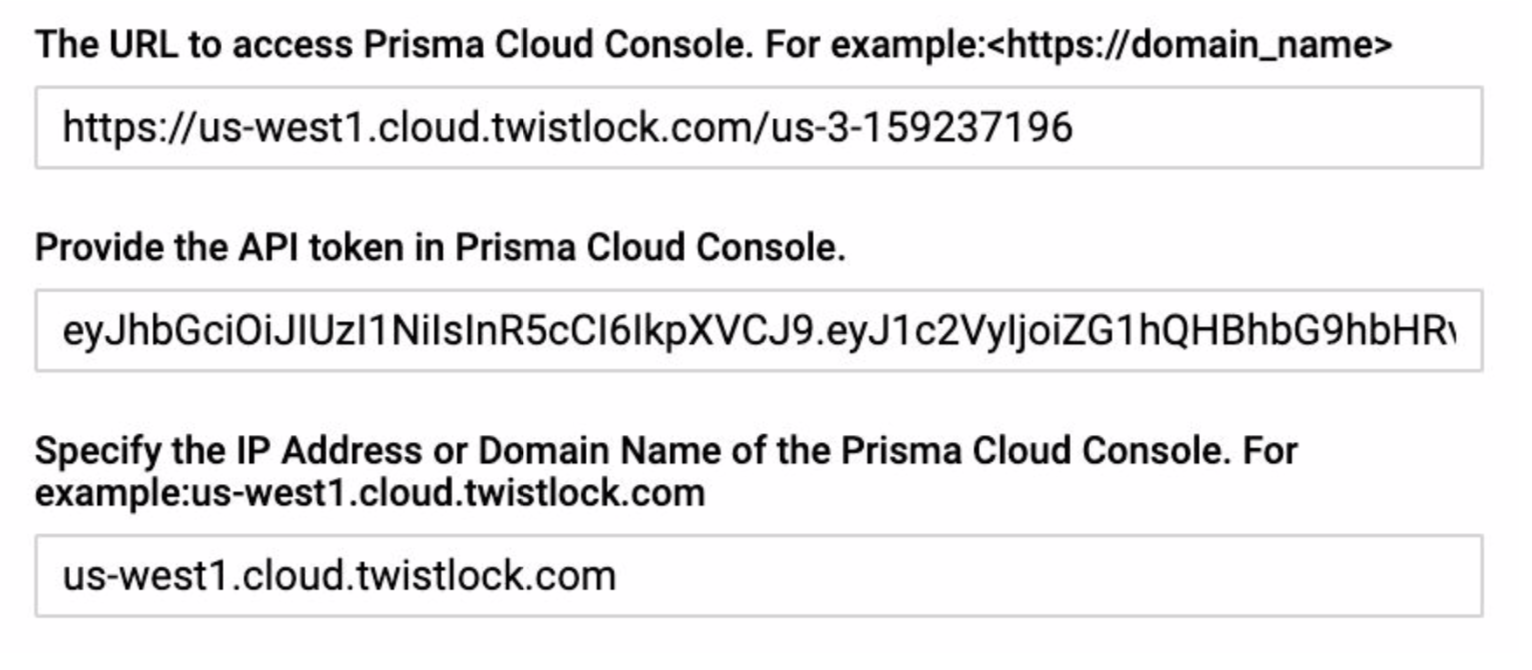 The URL to access Prisma Cloud Console. For example:<https://domain_name>
https://us-west1.cloud.twistlock.com/us-3-159237196
Provide the API token in Prisma Cloud Console.
eyJhbGciOiJIUzI1NiIsInR5cCI6IkpXVCJ9.eyJ1c2VyIjoiZG1hQHBhbG9hbHR
Specify the IP Address or Domain Name of the Prisma Cloud Console. For
example:us-west1.cloud.twistlock.com
us-west1.cloud.twistlock.com